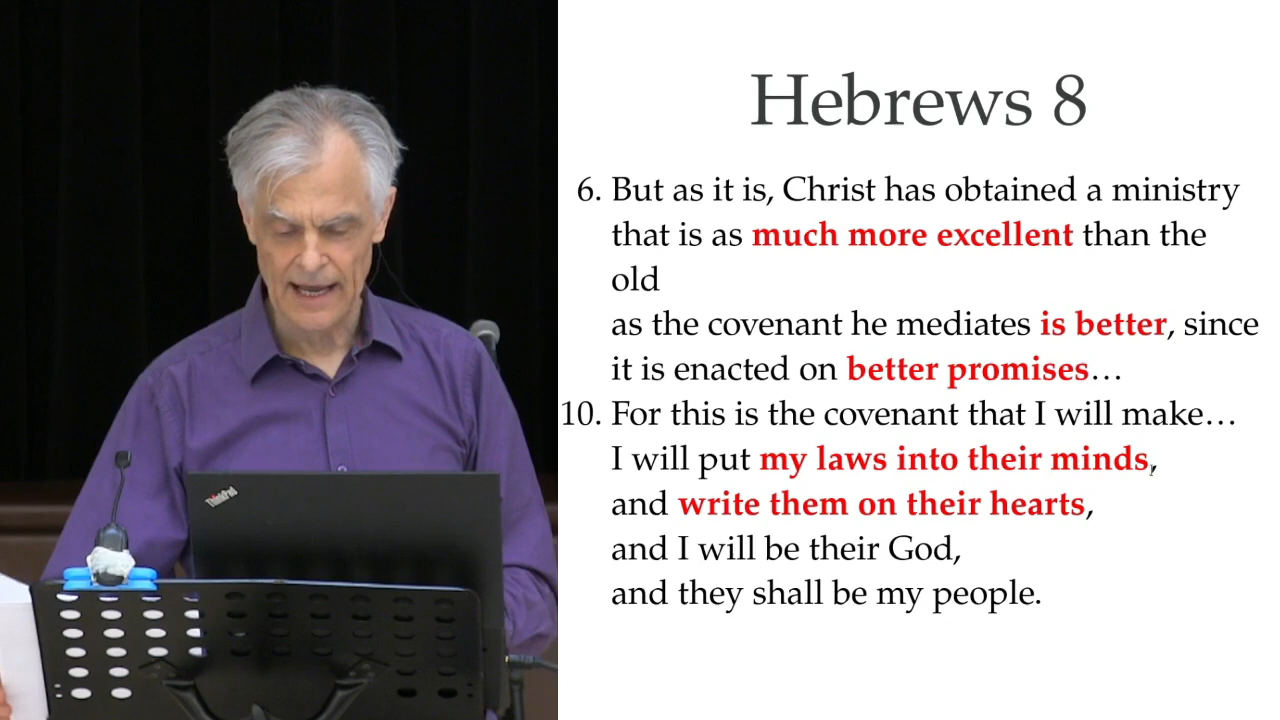 Hebrews 8
6. But as it is, Christ has obtained a ministry
that is as much more excellent than the
old
as the covenant he mediates is better, since
it is enacted on better promises…
10. For this is the covenant that I will make…
I will put my laws into their minds,
and write them on their hearts,
and I will be their God,
and they shall be my people.
ThinkPad